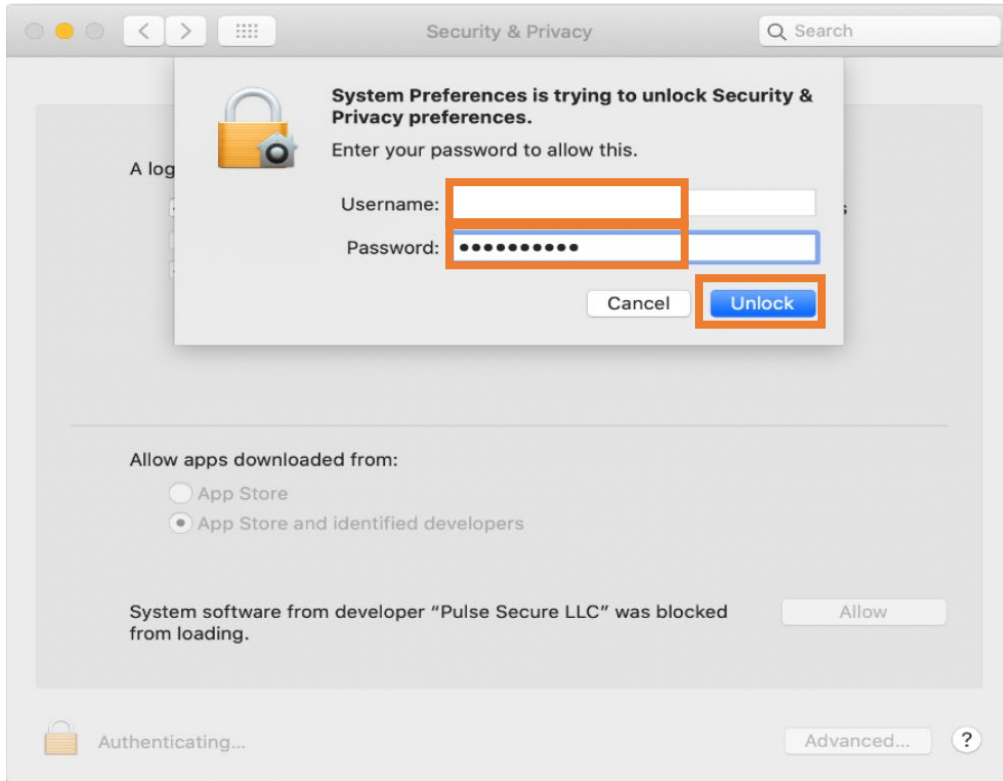 Security & Privacy
Search
System Preferences is trying to unlock Security &
Privacy preferences.
Enter your password to allow this.
A log
Username:
Password: ●●●●●●●●●●
Cancel
Unlock
Allow apps downloaded from:
App Store
App Store and identified developers
System software from developer “Pulse Secure LLC” was blocked
from loading.
Allow
Authenticating...
Advanced...
?